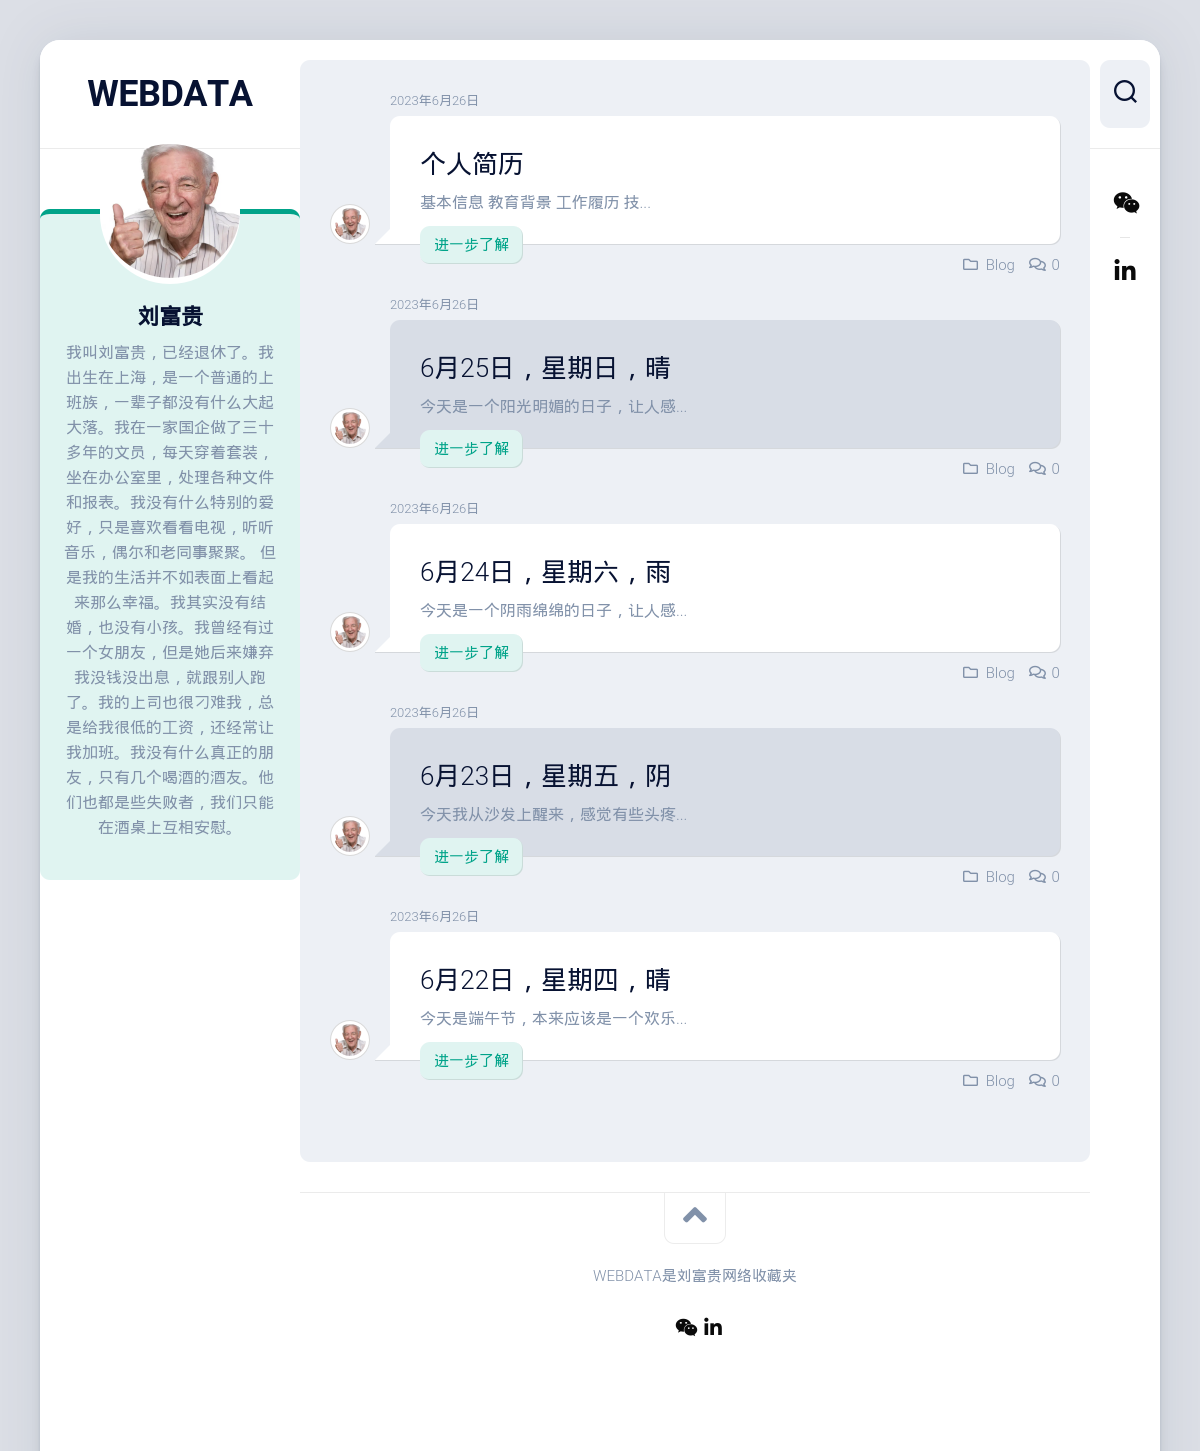 WEBDATA
刘富贵
我叫刘富贵，已经退休了。我
出生在上海，是一个普通的上
班族，一辈子都没有什么大起
大落。我在一家国企做了三十
多年的文员，每天穿着套装，
坐在办公室里，处理各种文件
和报表。我没有什么特别的爱
好，只是喜欢看看电视，听听
音乐，偶尔和老同事聚聚。 但
是我的生活并不如表面上看起
来那么幸福。我其实没有结
婚，也没有小孩。我曾经有过
一个女朋友，但是她后来嫌弃
我没钱没出息，就跟别人跑
了。我的上司也很刁难我，总
是给我很低的工资，还经常让
我加班。我没有什么真正的朋
友，只有几个喝酒的酒友。他
们也都是些失败者，我们只能
在酒桌上互相安慰。
2023年6月26日
个人简历
基本信息 教育背景 工作履历 技...
进一步了解
Blog 0
2023年6月26日
6月25日，星期日，晴
今天是一个阳光明媚的日子，让人感...
进一步了解
Blog 0
2023年6月26日
6月24日，星期六，雨
今天是一个阴雨绵绵的日子，让人感...
进一步了解
Blog 0
2023年6月26日
6月23日，星期五，阴
今天我从沙发上醒来，感觉有些头疼...
进一步了解
Blog 0
2023年6月26日
6月22日，星期四，晴
今天是端午节，本来应该是一个欢乐...
进一步了解
Blog 0
WEBDATA是刘富贵网络收藏夹